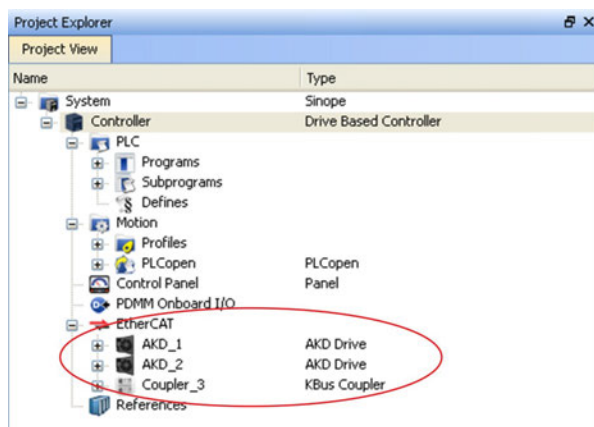 Project Explorer
Project View
Name Type
System Sinope
Controller Drive Based Controller
PLC
Programs
Subprograms
Defines
Motion
Profiles
PLCopen PLCopen
Control Panel Panel
PDMM Onboard I/O
EtherCAT
AKD_1 AKD Drive
AKD_2 AKD Drive
Coupler_3 KBus Coupler
References